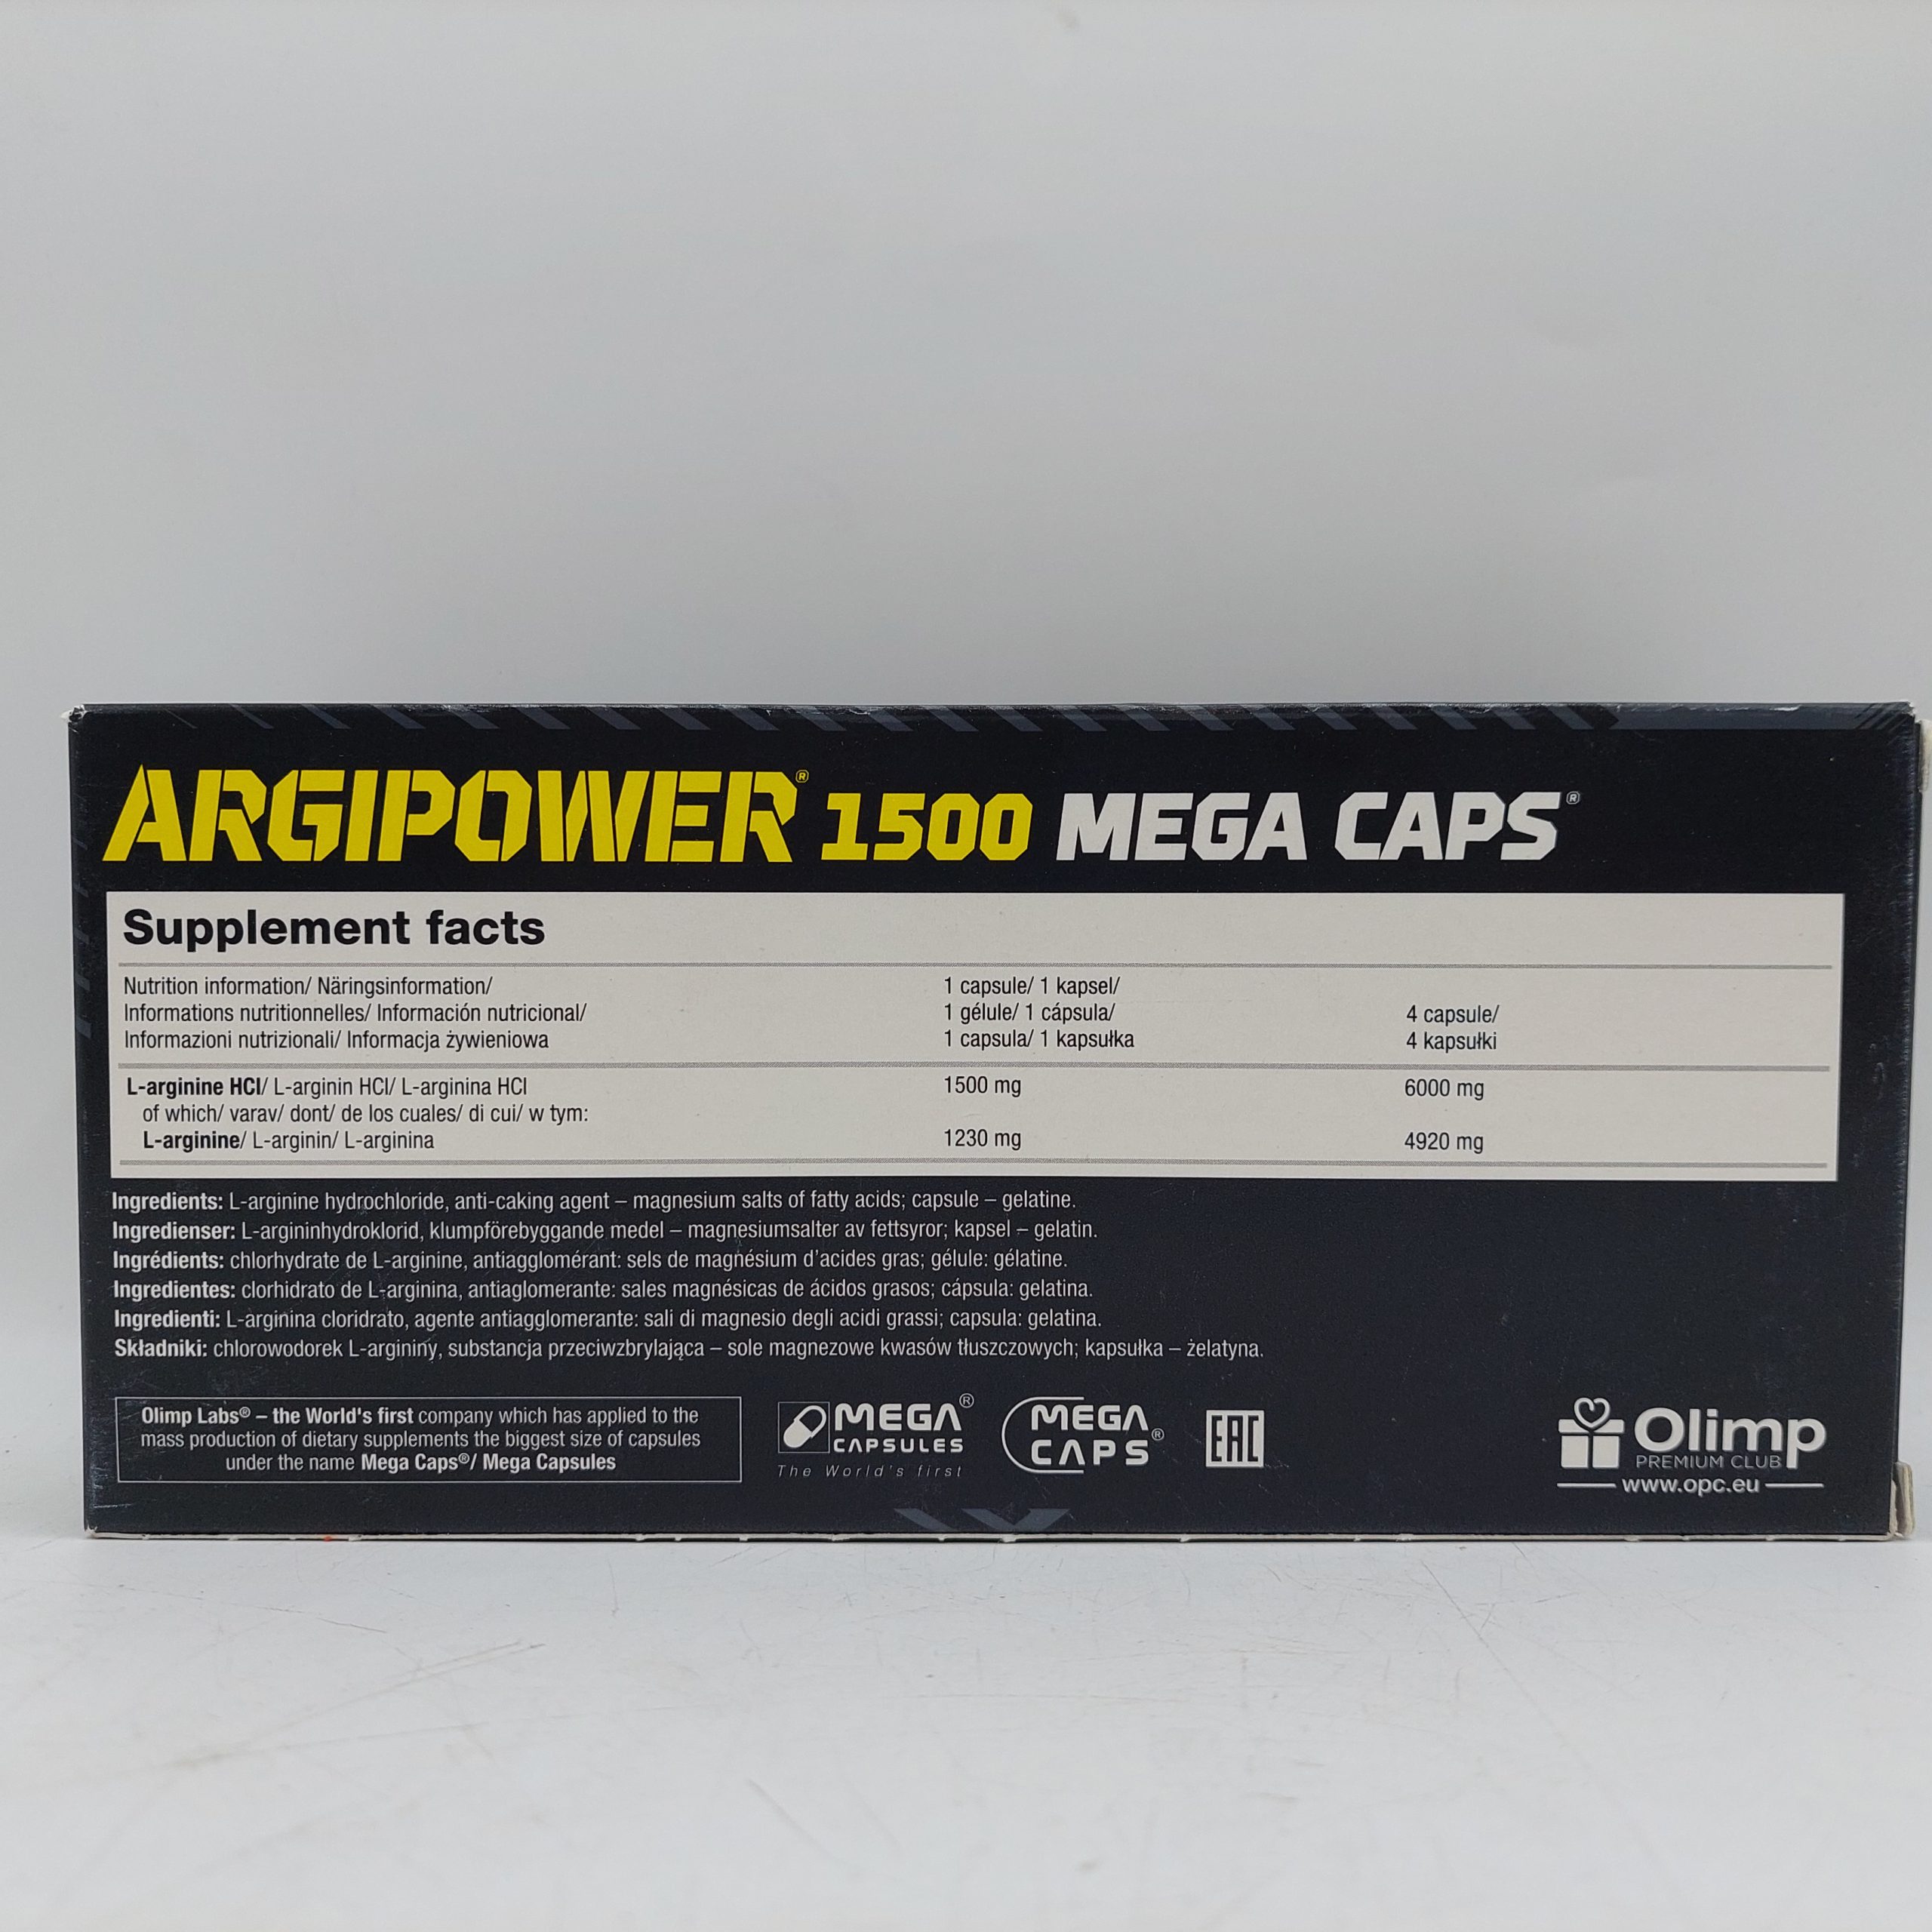 ARGIPOWER® 1500 MEGA CAPS®
Supplement facts
Nutrition information/ Näringsinformation/
Informations nutritionnelles/ Información nutricional/
Informazioni nutrizionali/ Informacja żywieniowa
1 capsule/ 1 kapsel/
1 gélule/ 1 cápsula/
1 capsula/ 1 kapsułka
4 capsule/
4 kapsułki
L-arginine HCl/ L-arginin HCl/ L-arginina HCl 1500 mg 6000 mg
of which/ varav/ dont/ de los cuales/ di cui/ w tym:
L-arginine/ L-arginin/ L-arginina 1230 mg 4920 mg
Ingredients: L-arginine hydrochloride, anti-caking agent – magnesium salts of fatty acids; capsule – gelatine.
Ingredienser: L-argininhydroklorid, klumpförebyggande medel – magnesiumsalter av fettsyror; kapsel – gelatin.
Ingrédients: chlorhydrate de L-arginine, antiagglomérant: sels de magnésium d'acides gras; gélule: gélatine.
Ingredientes: clorhidrato de L-arginina, antiaglomerante: sales magnésicas de ácidos grasos; cápsula: gelatina.
Ingredienti: L-arginina cloridrato, agente antiagglomerante: sali di magnesio degli acidi grassi; capsula: gelatina.
Składniki: chlorowodorek L-argininy, substancja przeciwzbrylająca – sole magnezowe kwasów tłuszczowych; kapsułka – żelatyna.
Olimp Labs® – the World's first company which has applied to the
mass production of dietary supplements the biggest size of capsules
under the name Mega Caps®/ Mega Capsules
MEGA®
CAPSULES
The World's first
MEGA
CAPS®
EAC
Olimp
PREMIUM CLUB
www.opc.eu